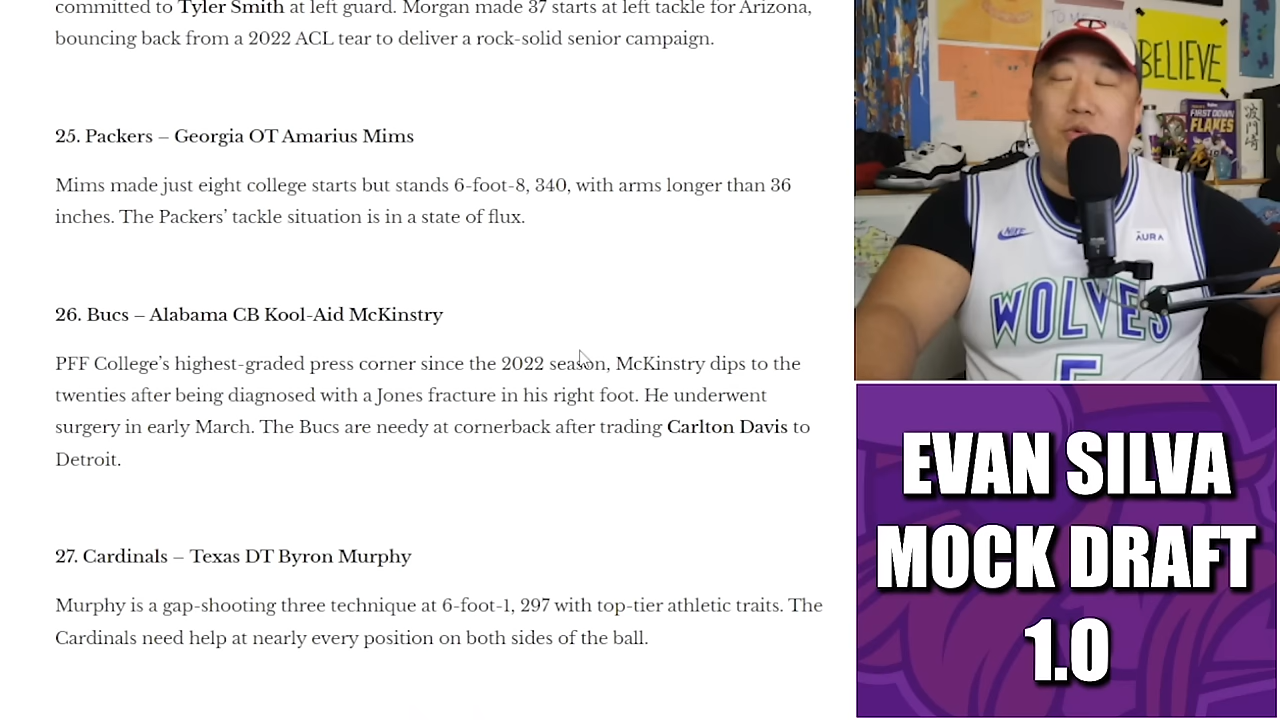 committed to Tyler Smith at left guard. Morgan made 37 starts at left tackle for Arizona,
bouncing back from a 2022 ACL tear to deliver a rock-solid senior campaign.
25. Packers – Georgia OT Amarius Mims
Mims made just eight college starts but stands 6-foot-8, 340, with arms longer than 36
inches. The Packers’ tackle situation is in a state of flux.
26. Bucs – Alabama CB Kool-Aid McKinstry
PFF College’s highest-graded press corner since the 2022 season, McKinstry dips to the
twenties after being diagnosed with a Jones fracture in his right foot. He underwent
surgery in early March. The Bucs are needy at cornerback after trading Carlton Davis to
Detroit.
27. Cardinals – Texas DT Byron Murphy
Murphy is a gap-shooting three technique at 6-foot-1, 297 with top-tier athletic traits. The
Cardinals need help at nearly every position on both sides of the ball.
BELIEVE
FIRST DOWN
FLAKES
NIKE
AURA
WOLVES
5
EVAN SILVA
MOCK DRAFT
1.0